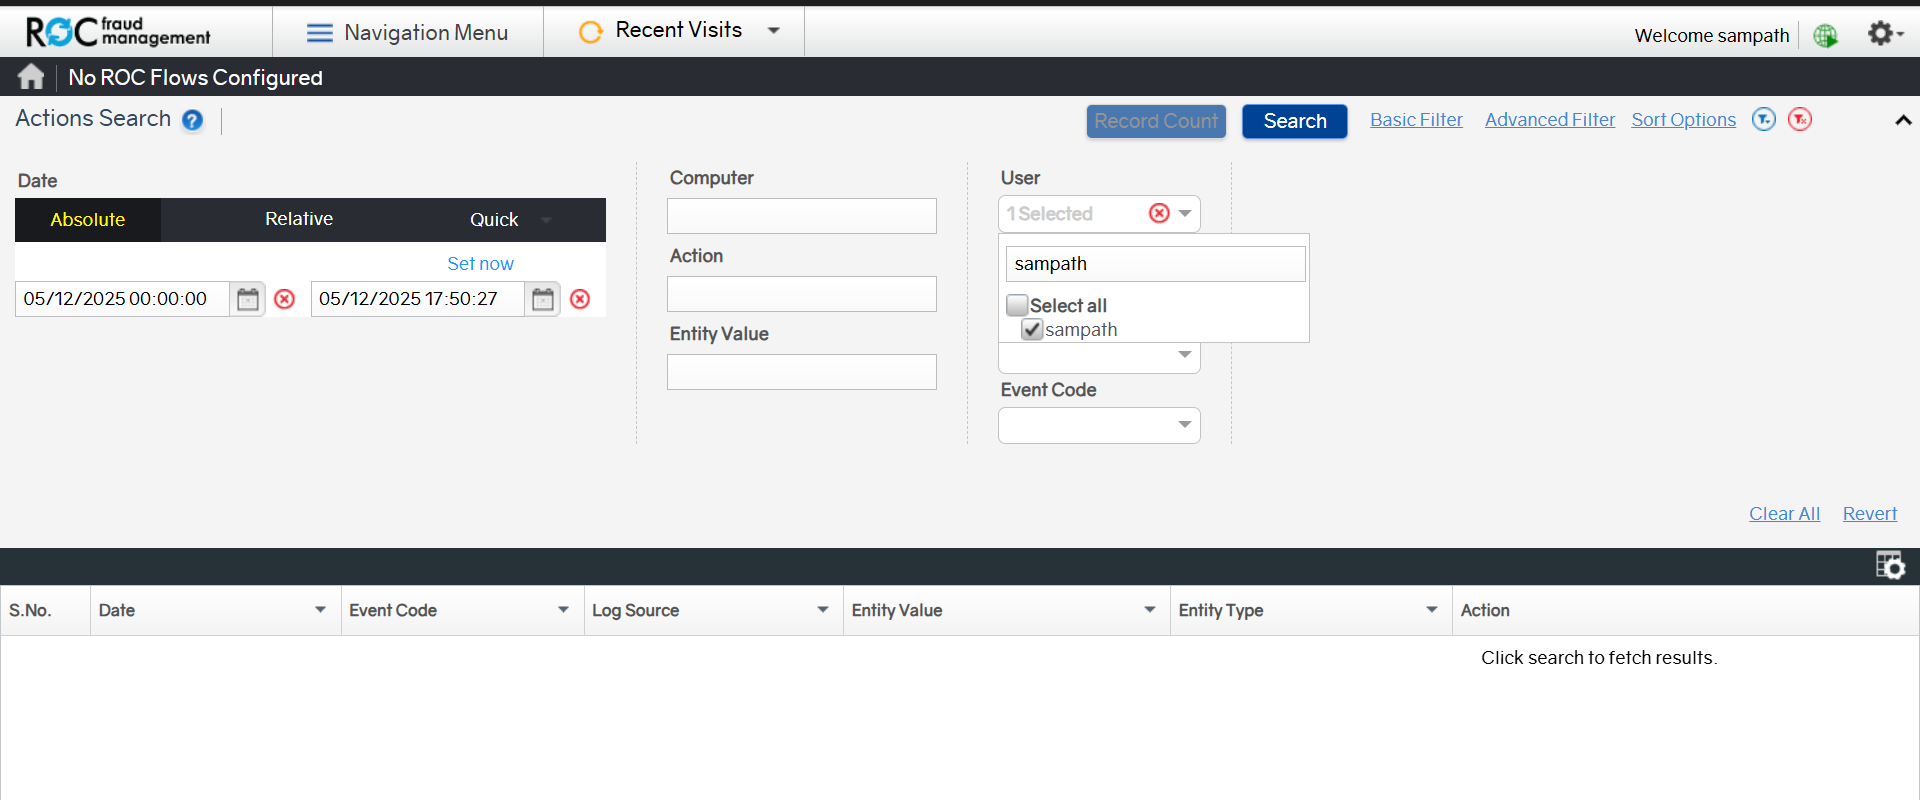 ROC fraud management
Navigation Menu
Recent Visits
Welcome sampath
No ROC Flows Configured
Actions Search ?
Record Count
Search
Basic Filter
Advanced Filter
Sort Options
Date
Absolute
Relative
Quick
Set now
05/12/2025 00:00:00
05/12/2025 17:50:27
Computer
Action
Entity Value
User
1 Selected
sampath
Select all
sampath
Event Code
Clear All
Revert
S.No.
Date
Event Code
Log Source
Entity Value
Entity Type
Action
Click search to fetch results.